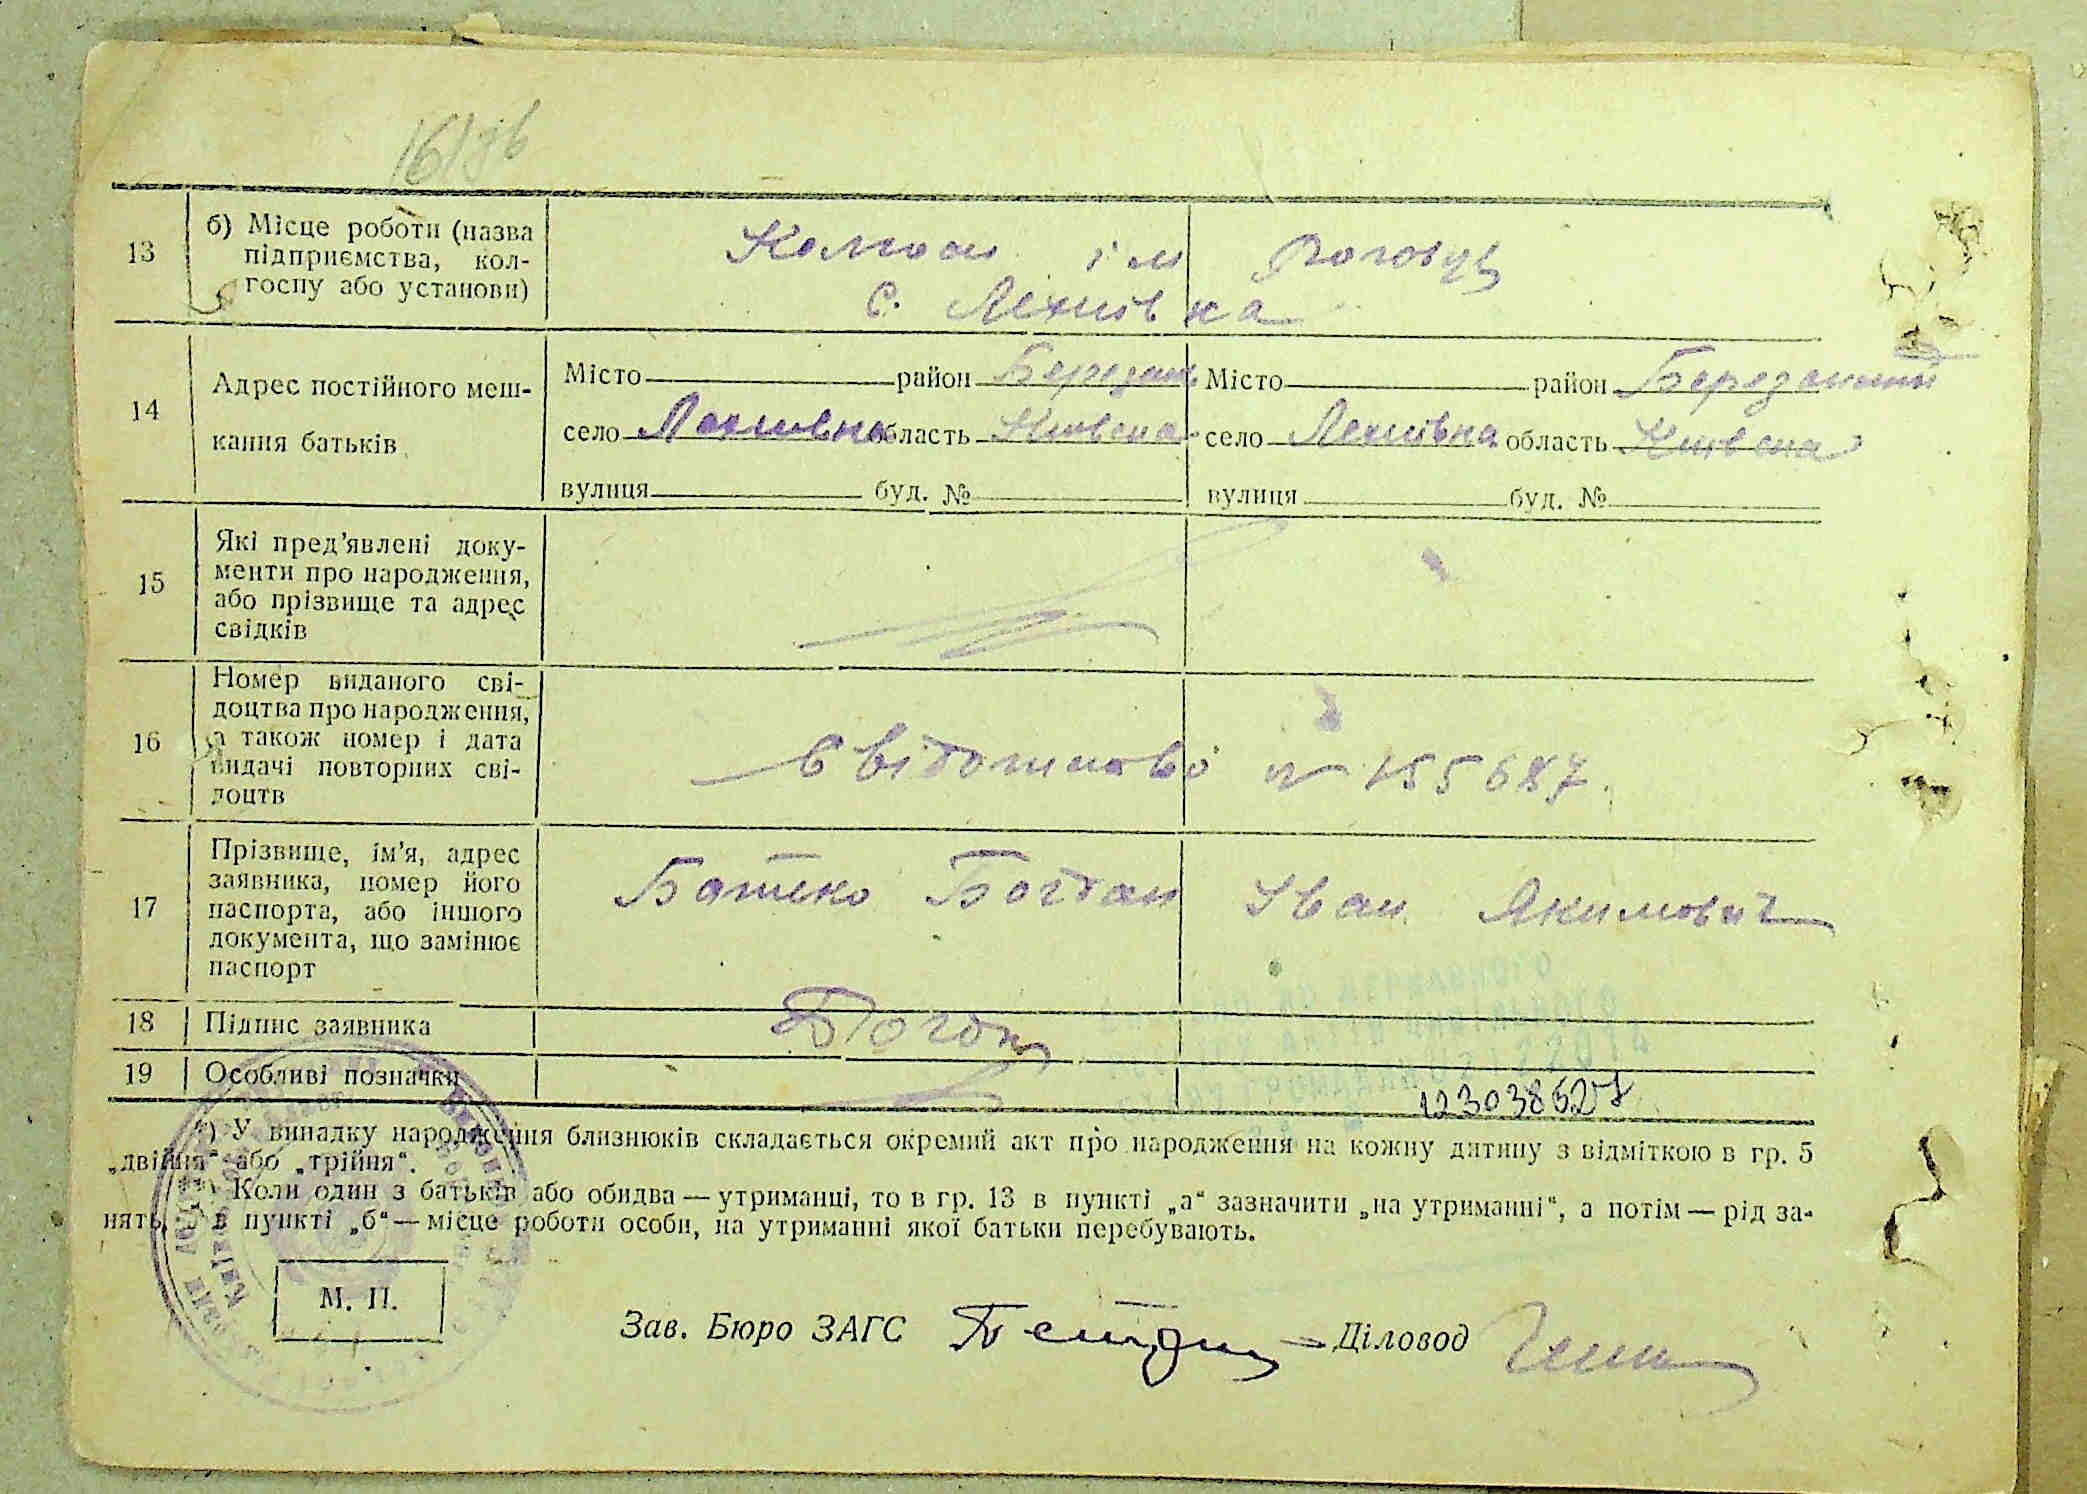 13
б) Місце роботи (назва
підприємства, кол-
госпу або установи)
Колгосп ім
с. Лехнівка
14
Адрес постійного меш-
кання батьків
Місто район Березан.
село Лехнівка область Київська
вулиця буд. №
Місто район Березанський
село Лехнівка область Київська
вулиця буд. №
15
Які пред'явлені доку-
менти про народження,
або прізвище та адрес
свідків
16
Номер виданого сві-
доцтва про народження,
а також номер і дата
видачі повторних сві-
доцтв
№ 155687
17
Прізвище, ім'я, адрес
заявника, номер його
паспорта, або іншого
документа, що замінює
паспорт
Батько Богдан Іван Якимович
18
Підпис заявника
19
Особливі позначки
*) У випадку народження близнюків складається окремий акт про народження на кожну дитину з відміткою в гр. 5
„двійня“ або „трійня“.
Коли один з батьків або обидва — утриманці, то в гр. 13 в пункті „а“ зазначити „на утриманні“, а потім — рід за-
нять, в пункті „б“ — місце роботи особи, на утриманні якої батьки перебувають.
М. П.
Зав. Бюро ЗАГС Діловод